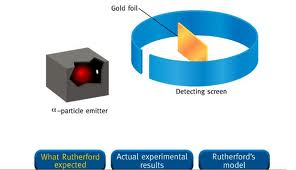 Gold foil
Detecting screen
α-particle emitter
What Rutherford
expected
Actual experimental
results
Rutherford's
model